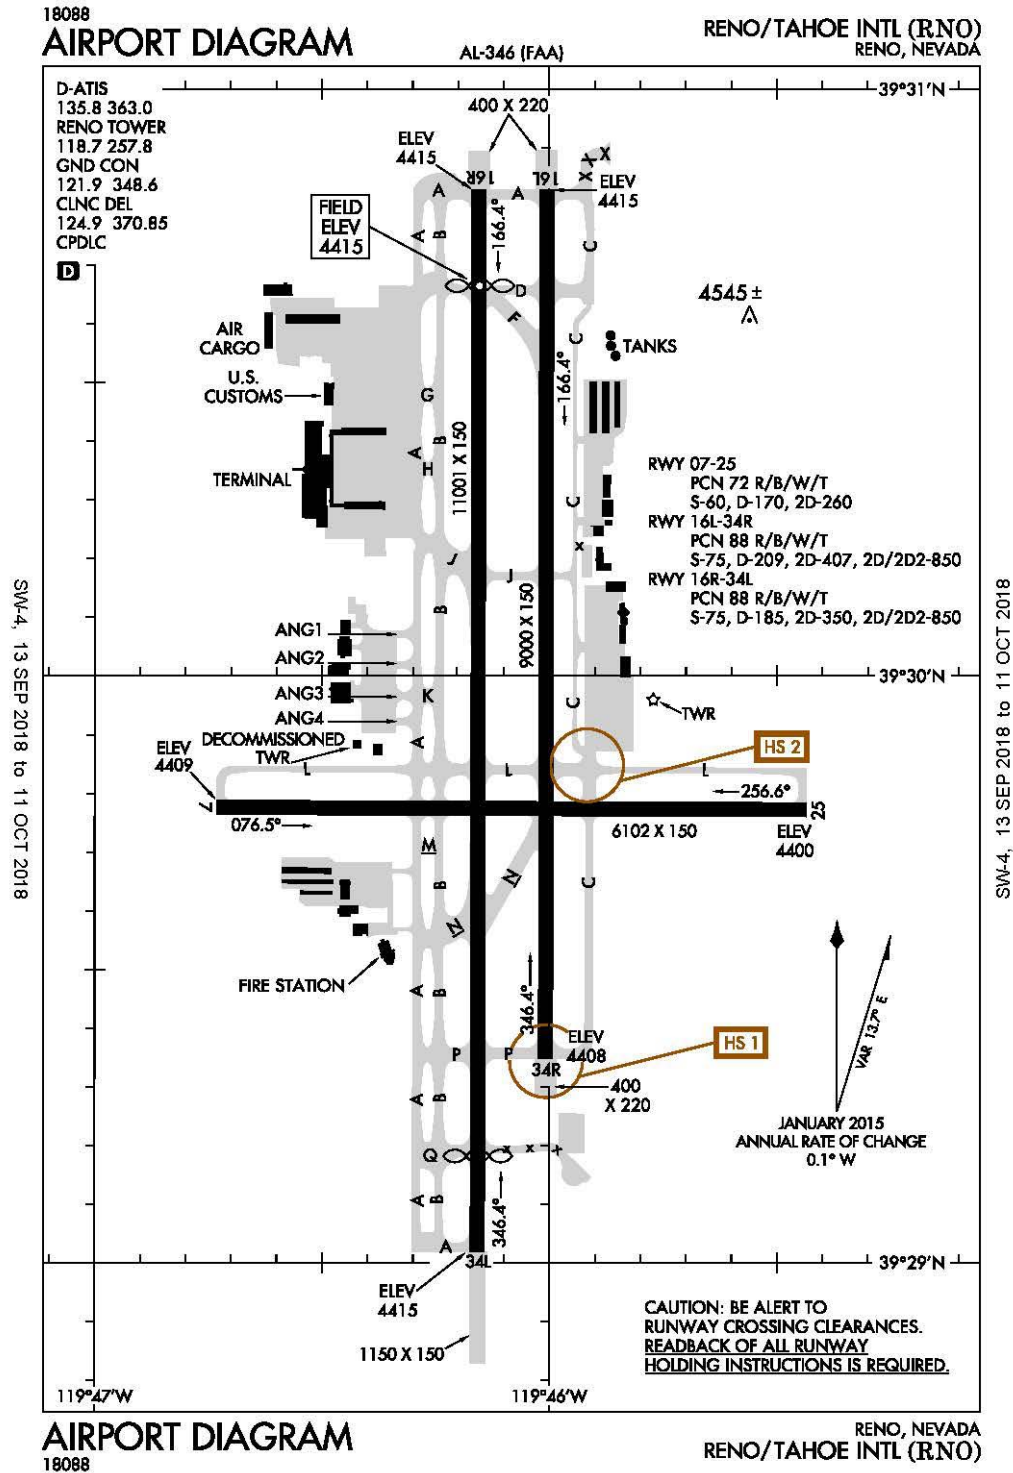 18088
AIRPORT DIAGRAM
AL-346 (FAA)
RENO/TAHOE INTL (RNO)
RENO, NEVADA
D-ATIS
135.8 363.0
RENO TOWER
118.7 257.8
GND CON
121.9 348.6
CLNC DEL
124.9 370.85
CPDLC
D
39°31'N
400 X 220
ELEV
4415
16R
16L
ELEV
4415
X
X
X
A
A
FIELD
ELEV
4415
166.4°
A
B
C
D
F
4545 ±
AIR
CARGO
C
TANKS
166.4°
U.S.
CUSTOMS
G
B
A
H
11001 X 150
TERMINAL
C
RWY 07-25
PCN 72 R/B/W/T
S-60, D-170, 2D-260
RWY 16L-34R
PCN 88 R/B/W/T
S-75, D-209, 2D-407, 2D/2D2-850
RWY 16R-34L
PCN 88 R/B/W/T
S-75, D-185, 2D-350, 2D/2D2-850
X
J
J
B
9000 X 150
ANG1
ANG2
ANG3
ANG4
K
C
39°30'N
TWR
A
DECOMMISSIONED
TWR
HS 2
ELEV
4409
L
L
L
256.6°
7
25
076.5°
6102 X 150
ELEV
4400
M
B
N
N
C
FIRE STATION
A
B
346.4°
ELEV
4408
HS 1
P
P
34R
400
X 220
A
B
VAR 13.7° E
JANUARY 2015
ANNUAL RATE OF CHANGE
0.1° W
Q
X
X
X
A
B
346.4°
A
34L
39°29'N
ELEV
4415
1150 X 150
CAUTION: BE ALERT TO
RUNWAY CROSSING CLEARANCES.
READBACK OF ALL RUNWAY
HOLDING INSTRUCTIONS IS REQUIRED.
119°47'W
119°46'W
SW-4, 13 SEP 2018 to 11 OCT 2018
SW-4, 13 SEP 2018 to 11 OCT 2018
AIRPORT DIAGRAM
18088
RENO, NEVADA
RENO/TAHOE INTL (RNO)